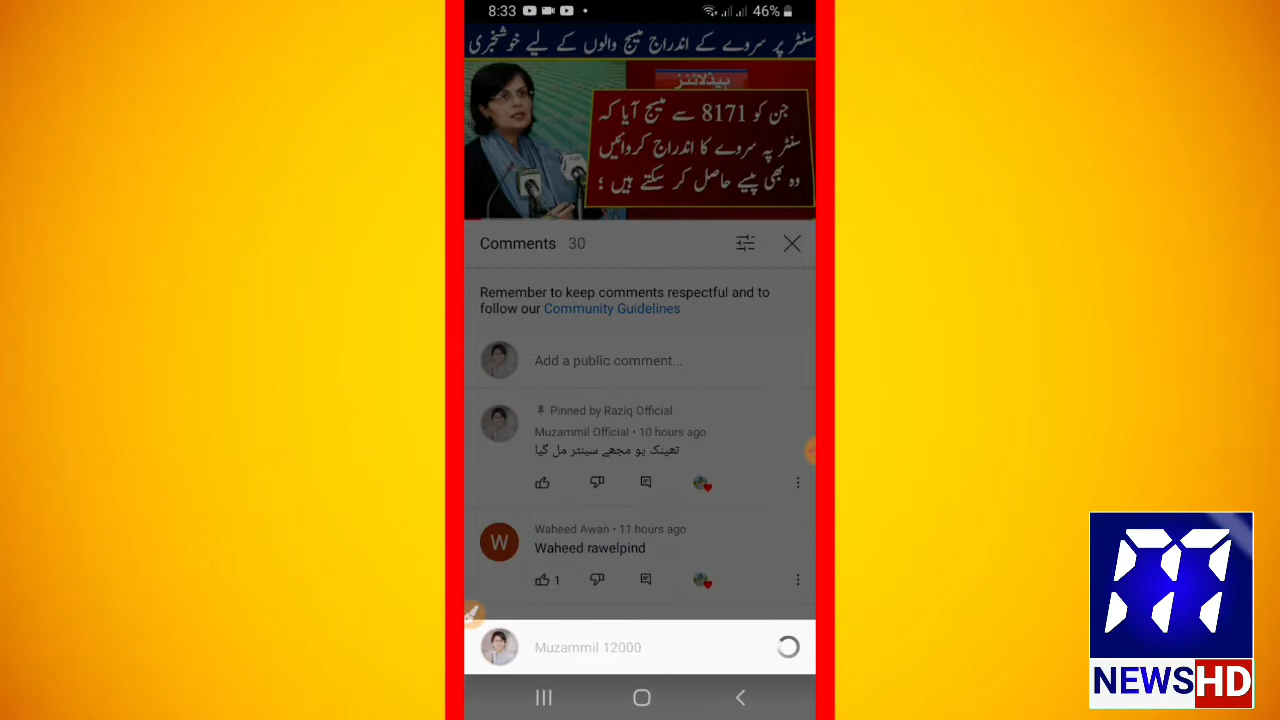 8:33
46%
سنٹر پر سروے کے اندراج میسج والوں کے لیے خوشخبری
ہیڈلائنز
جن کو 8171 سے میسج آیا کہ
سنٹر پہ سروے کا اندراج کروائیں
وہ بھی پیسے حاصل کر سکتے ہیں ؛
Comments 30
Remember to keep comments respectful and to
follow our Community Guidelines
Add a public comment...
Pinned by Raziq Official
Muzammil Official • 10 hours ago
تھینک یو مجھے سینٹر مل گیا
W
Waheed Awan • 11 hours ago
Waheed rawelpind
1
Muzammil 12000
M
NEWSHD